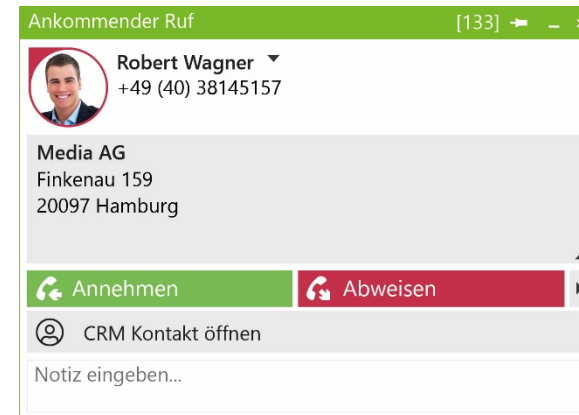 Ankommender Ruf [133]
Robert Wagner
+49 (40) 38145157
Media AG
Finkenau 159
20097 Hamburg
Annehmen Abweisen
CRM Kontakt öffnen
Notiz eingeben...